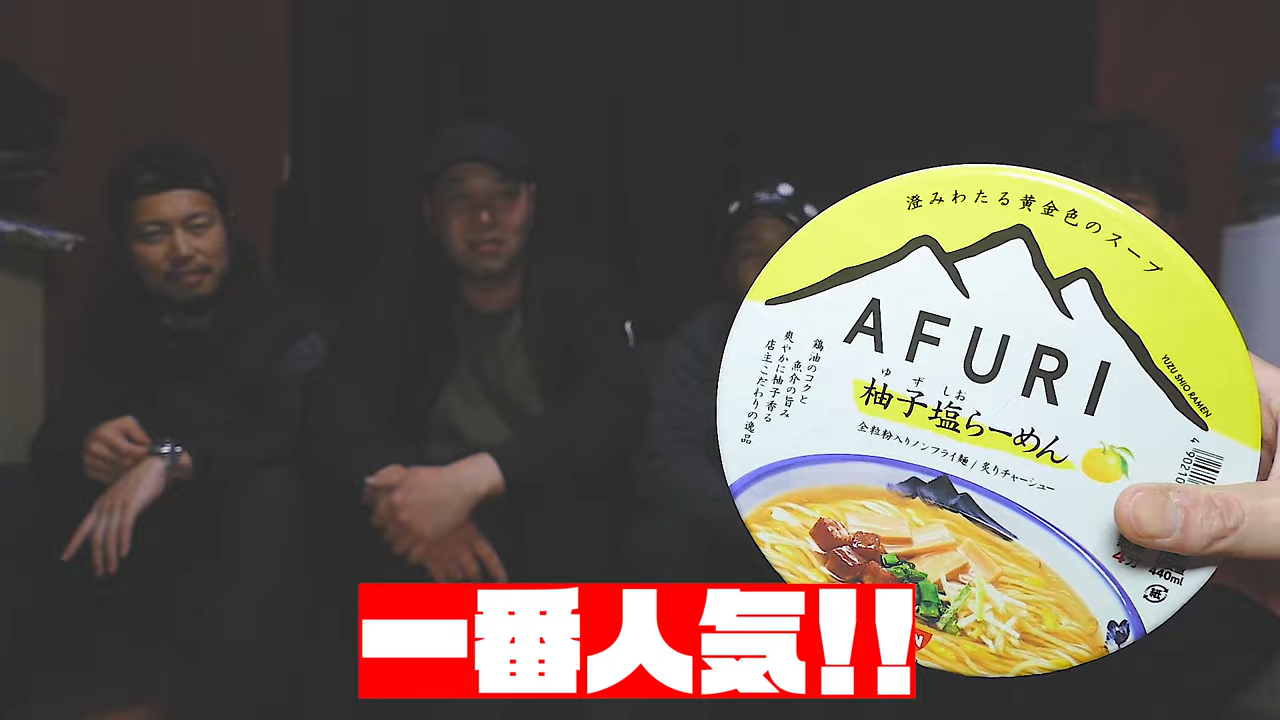 澄みわたる黄金色のスープ
AFURI
YUZU SHIO RAMEN
鶏油のコクと
魚介の旨み
爽やかに柚子香る
店主こだわりの逸品
ゆず しお
柚子塩らーめん
全粒粉入りノンフライ麺 / 炙りチャーシュー
440ml
紙
一番人気!!